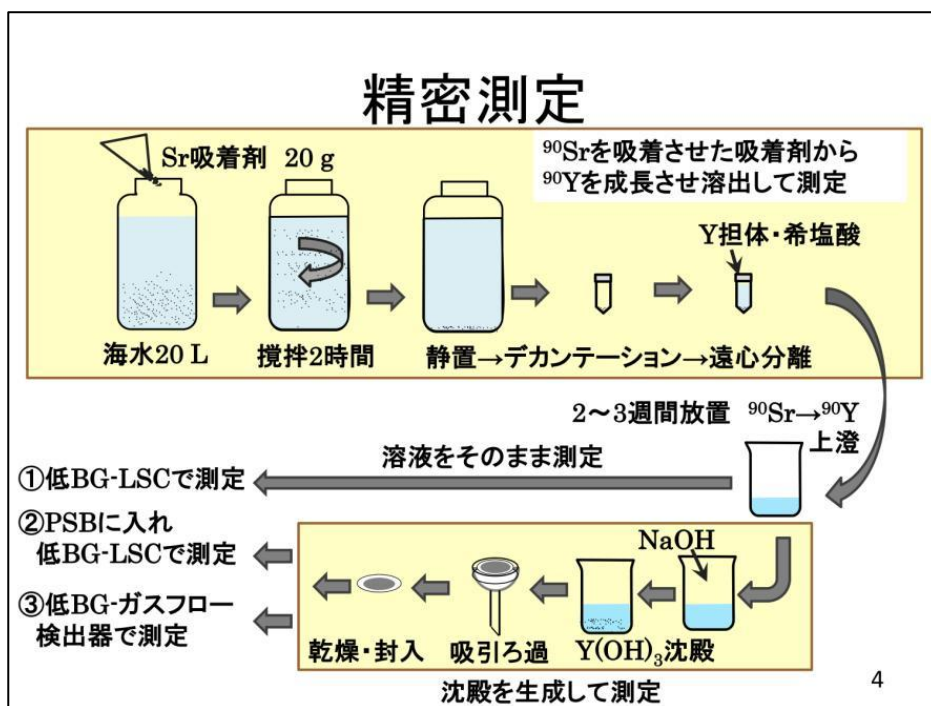 精密測定
Sr吸着剤 20 g
⁹⁰Srを吸着させた吸着剤から
⁹⁰Yを成長させ溶出して測定
Y担体・希塩酸
海水20 L
撹拌2時間
静置→デカンテーション→遠心分離
2～3週間放置 ⁹⁰Sr→⁹⁰Y
上澄
溶液をそのまま測定
①低BG-LSCで測定
②PSBに入れ
低BG-LSCで測定
③低BG-ガスフロー
検出器で測定
NaOH
乾燥・封入
吸引ろ過
Y(OH)₃沈殿
沈殿を生成して測定
4